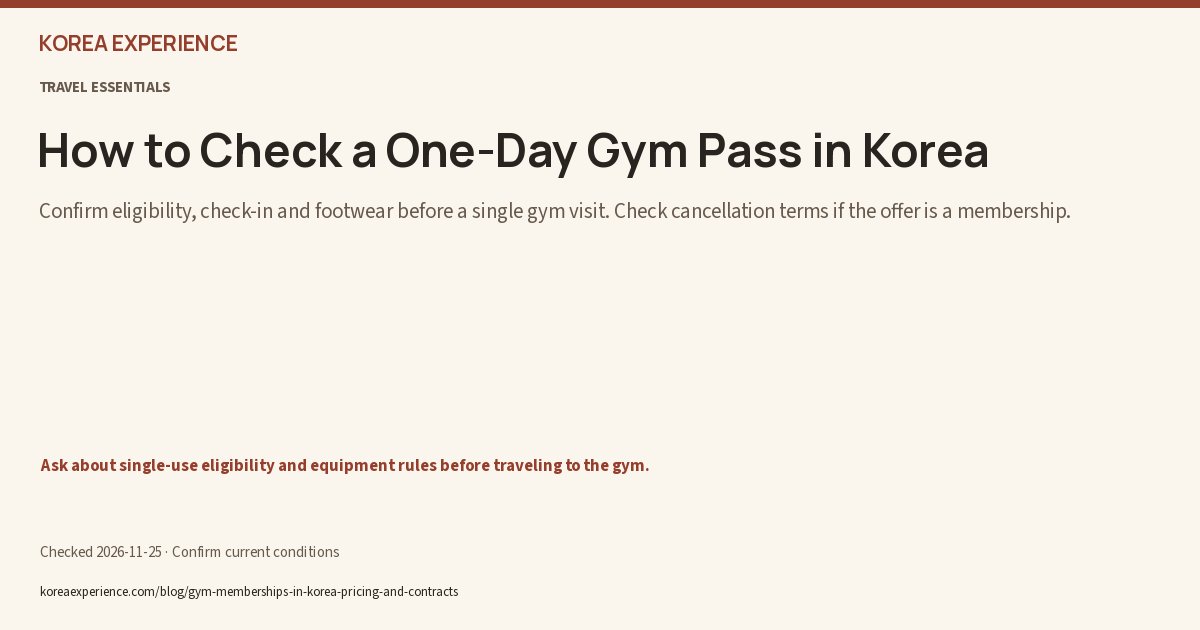 KOREA EXPERIENCE
TRAVEL ESSENTIALS
How to Check a One-Day Gym Pass in Korea
Confirm eligibility, check-in and footwear before a single gym visit. Check cancellation terms if the offer is a membership.
Ask about single-use eligibility and equipment rules before traveling to the gym.
Checked 2026-11-25 · Confirm current conditions
koreaexperience.com/blog/gym-memberships-in-korea-pricing-and-contracts